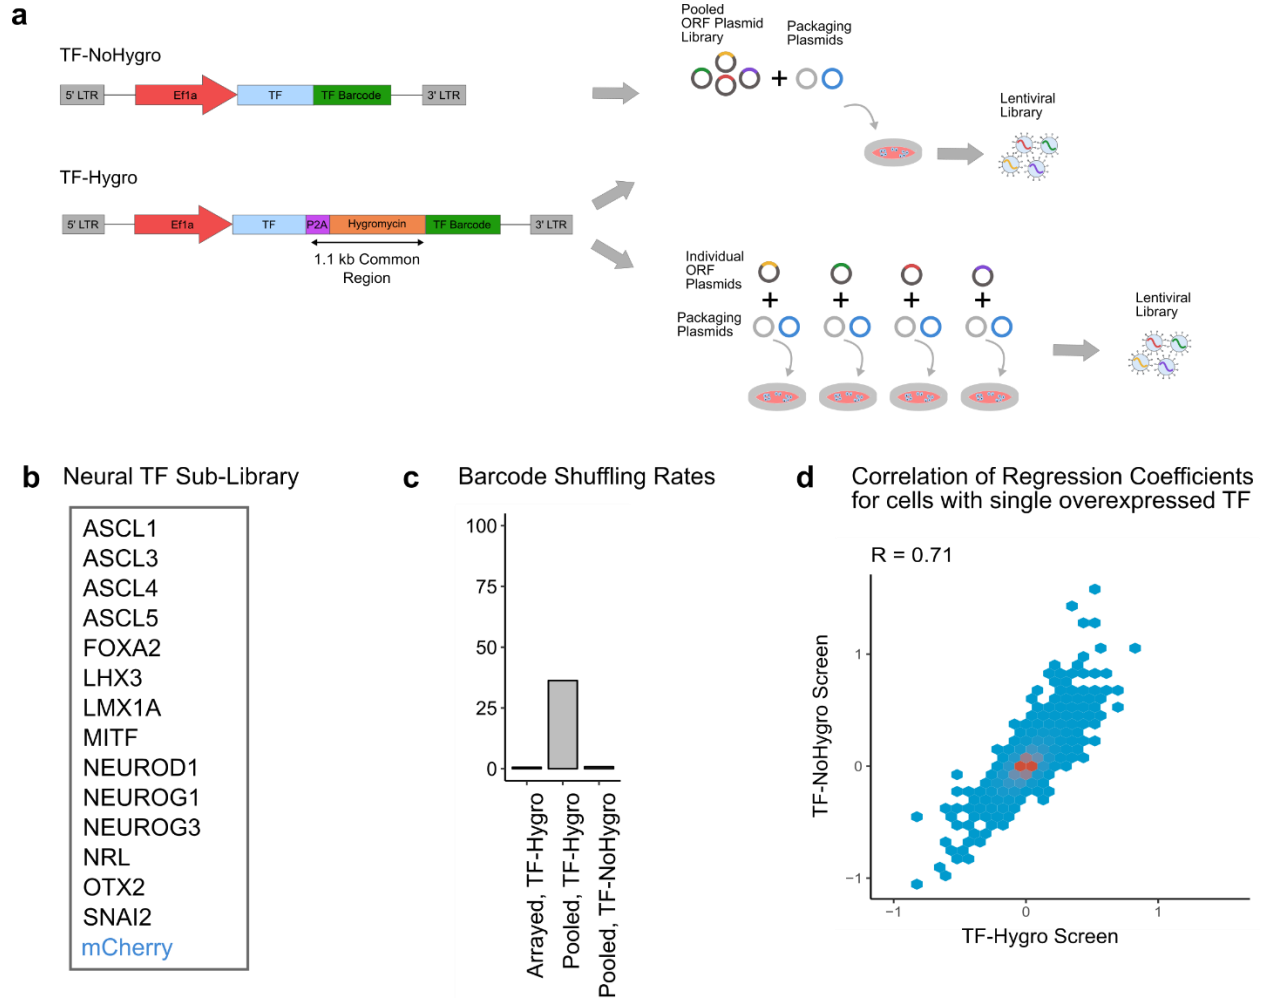 a
TF-NoHygro
5' LTR
Ef1a
TF
TF Barcode
3' LTR
TF-Hygro
5' LTR
Ef1a
TF
P2A
Hygromycin
TF Barcode
3' LTR
1.1 kb Common
Region
Pooled
ORF Plasmid
Library
Packaging
Plasmids
+
Lentiviral
Library
Individual
ORF
Plasmids
+
+
+
+
Packaging
Plasmids
Lentiviral
Library
b
Neural TF Sub-Library
ASCL1
ASCL3
ASCL4
ASCL5
FOXA2
LHX3
LMX1A
MITF
NEUROD1
NEUROG1
NEUROG3
NRL
OTX2
SNAI2
mCherry
c
Barcode Shuffling Rates
100
75
50
25
0
Arrayed, TF-Hygro
Pooled, TF-Hygro
Pooled, TF-NoHygro
d
Correlation of Regression Coefficients
for cells with single overexpressed TF
R = 0.71
TF-NoHygro Screen
1
0
−1
−1
0
1
TF-Hygro Screen